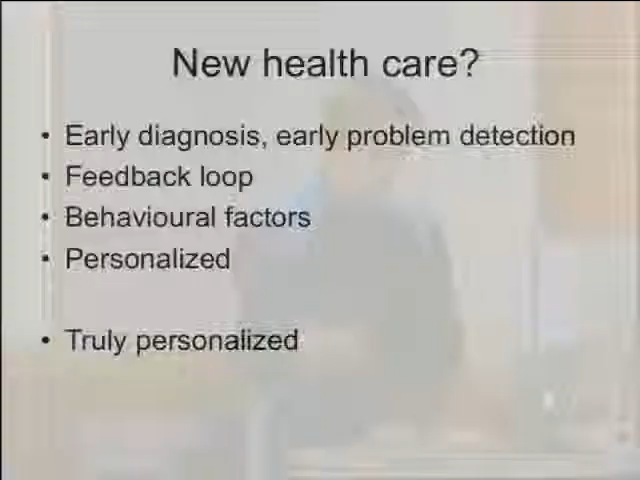 New health care?
• Early diagnosis, early problem detection
• Feedback loop
• Behavioural factors
• Personalized
• Truly personalized